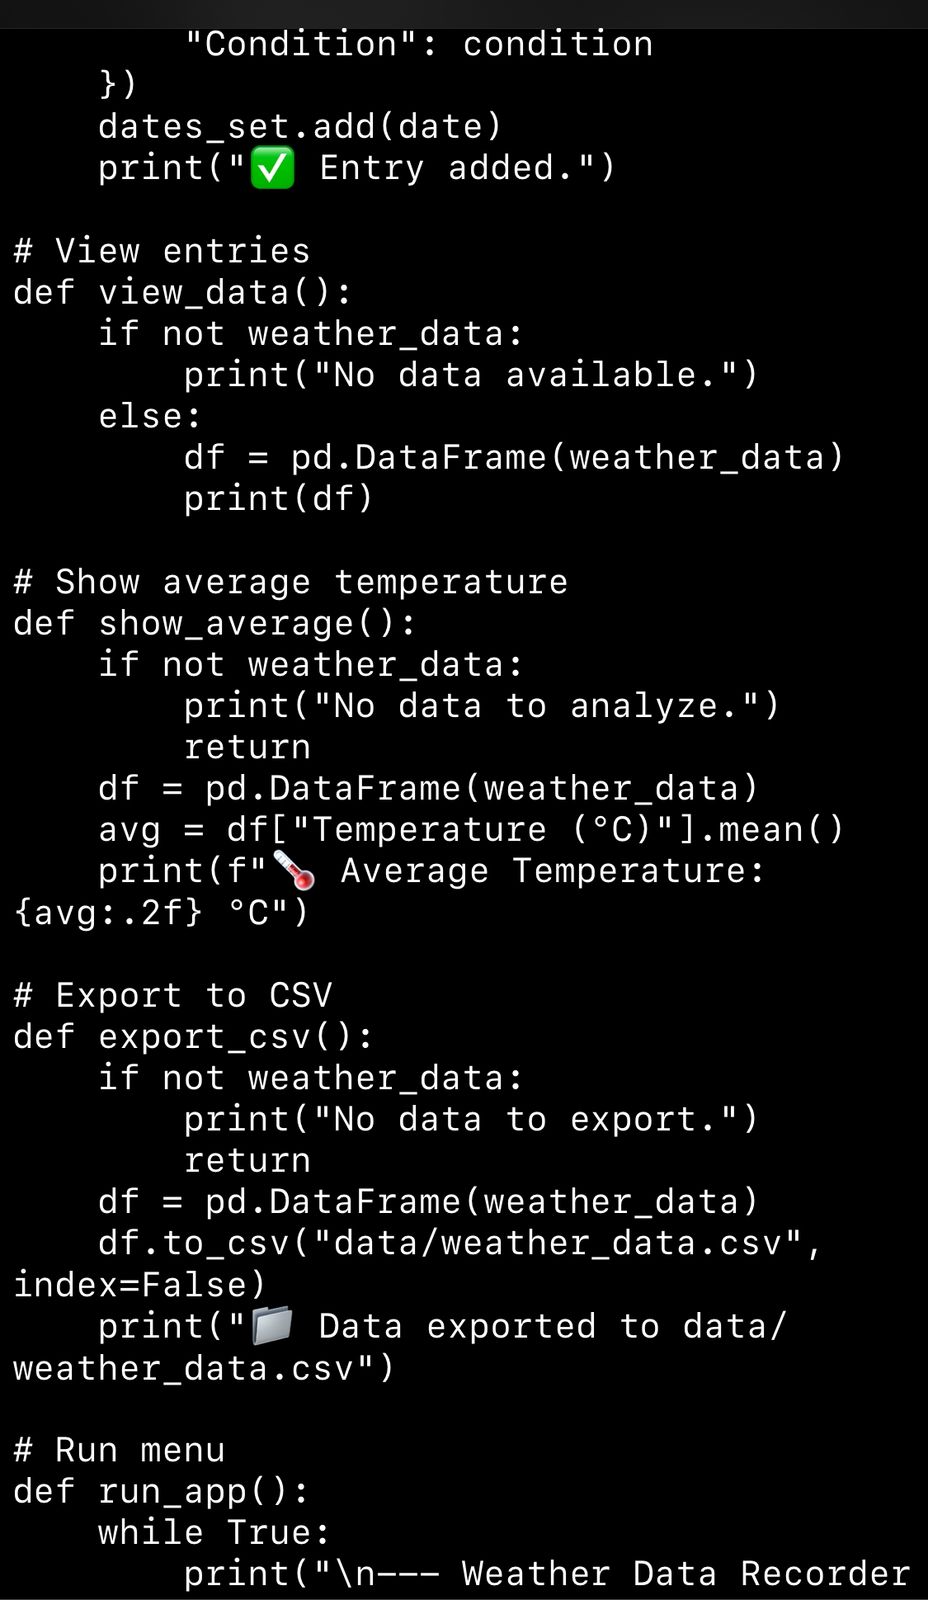 "Condition": condition
    })
    dates_set.add(date)
    print("✅ Entry added.")

# View entries
def view_data():
    if not weather_data:
        print("No data available.")
    else:
        df = pd.DataFrame(weather_data)
        print(df)

# Show average temperature
def show_average():
    if not weather_data:
        print("No data to analyze.")
        return
    df = pd.DataFrame(weather_data)
    avg = df["Temperature (°C)"].mean()
    print(f"🌡️ Average Temperature:
{avg:.2f} °C")

# Export to CSV
def export_csv():
    if not weather_data:
        print("No data to export.")
        return
    df = pd.DataFrame(weather_data)
    df.to_csv("data/weather_data.csv",
index=False)
    print("📁 Data exported to data/
weather_data.csv")

# Run menu
def run_app():
    while True:
        print("\n--- Weather Data Recorder